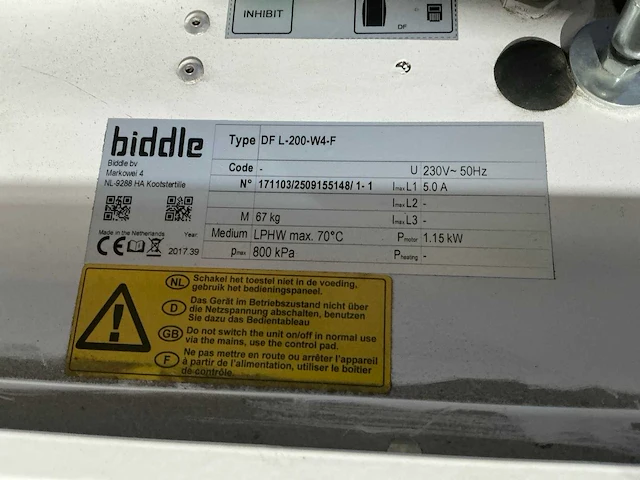 INHIBIT
DF
biddle
Biddle bv
Markowei 4
NL-9288 HA Kootstertille
Made in the Netherlands Year:
CE 2017.39
Type DF L-200-W4-F
Code - U 230V~ 50Hz
N° 171103/2509155148/ 1- 1 Imax L1 5.0 A
Imax L2 -
M 67 kg Imax L3 -
Medium LPHW max. 70°C Pmotor 1.15 kW
pmax 800 kPa Pheating -
NL Schakel het toestel niet in de voeding,
gebruik het bedieningspaneel.
D Das Gerät im Betriebszustand nicht über
die Netzspannung abschalten, benutzen
Sie dazu das Bedientableau
GB Do not switch the unit on/off in normal use
via the mains, use the control pad.
F Ne pas mettre en route ou arrêter l'appareil
à partir de l'alimentation, utiliser le boîtier
de contrôle.